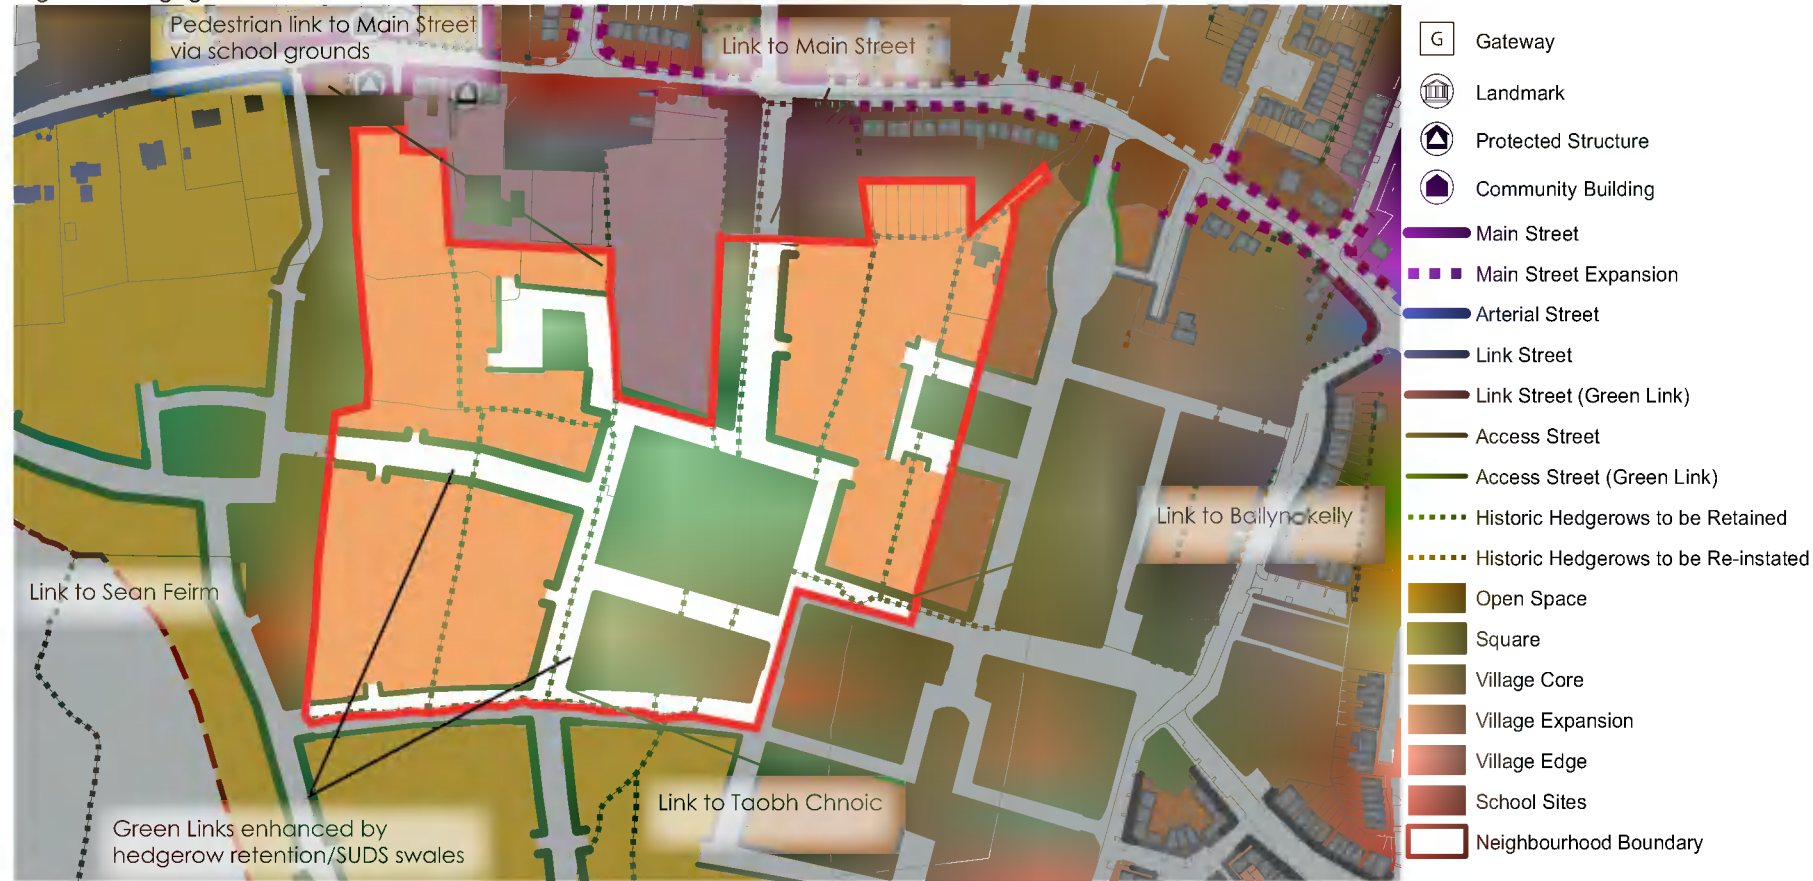 Pedestrian link to Main Street
via school grounds
Link to Main Street
Link to Ballynakelly
Link to Sean Feirm
Link to Taobh Chnoic
Green Links enhanced by
hedgerow retention/SUDS swales
G Gateway
Landmark
Protected Structure
Community Building
Main Street
Main Street Expansion
Arterial Street
Link Street
Link Street (Green Link)
Access Street
Access Street (Green Link)
Historic Hedgerows to be Retained
Historic Hedgerows to be Re-instated
Open Space
Square
Village Core
Village Expansion
Village Edge
School Sites
Neighbourhood Boundary